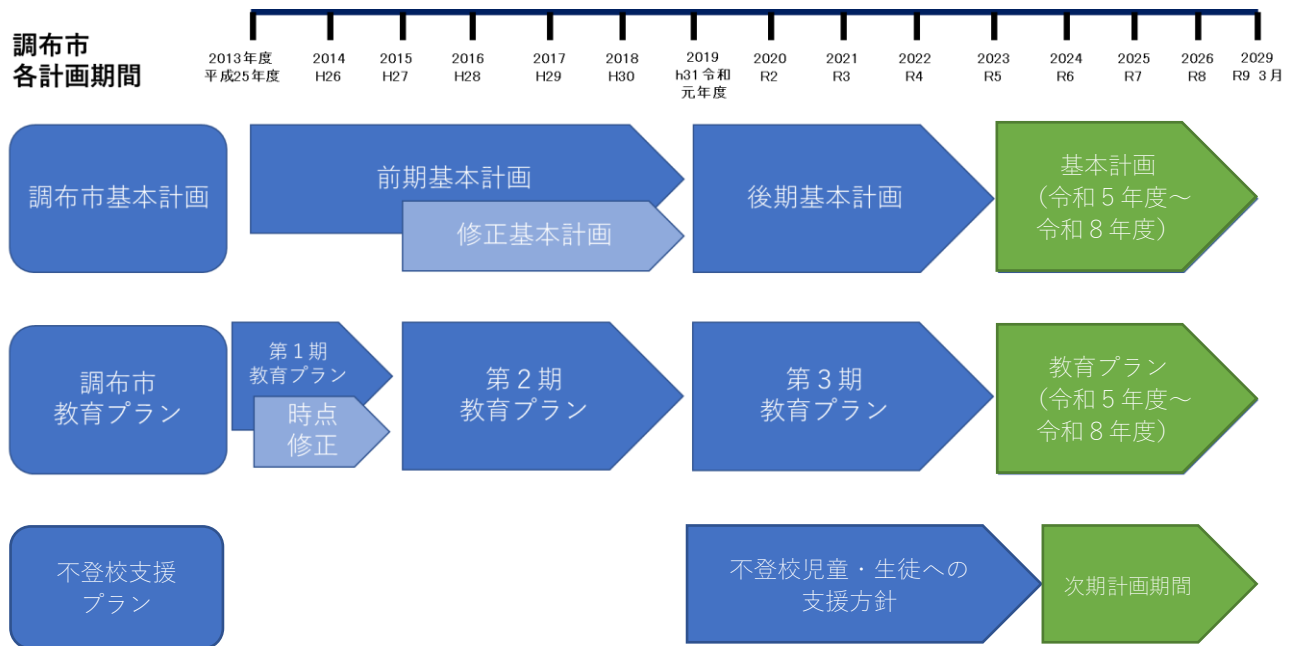 調布市
各計画期間
2013年度
平成25年度
2014
H26
2015
H27
2016
H28
2017
H29
2018
H30
2019
h31令和
元年度
2020
R2
2021
R3
2022
R4
2023
R5
2024
R6
2025
R7
2026
R8
2029
R9 3月
調布市基本計画
前期基本計画
修正基本計画
後期基本計画
基本計画
（令和５年度～
令和８年度）
調布市
教育プラン
第１期
教育プラン
時点
修正
第２期
教育プラン
第３期
教育プラン
教育プラン
（令和５年度～
令和８年度）
不登校支援
プラン
不登校児童・生徒への
支援方針
次期計画期間